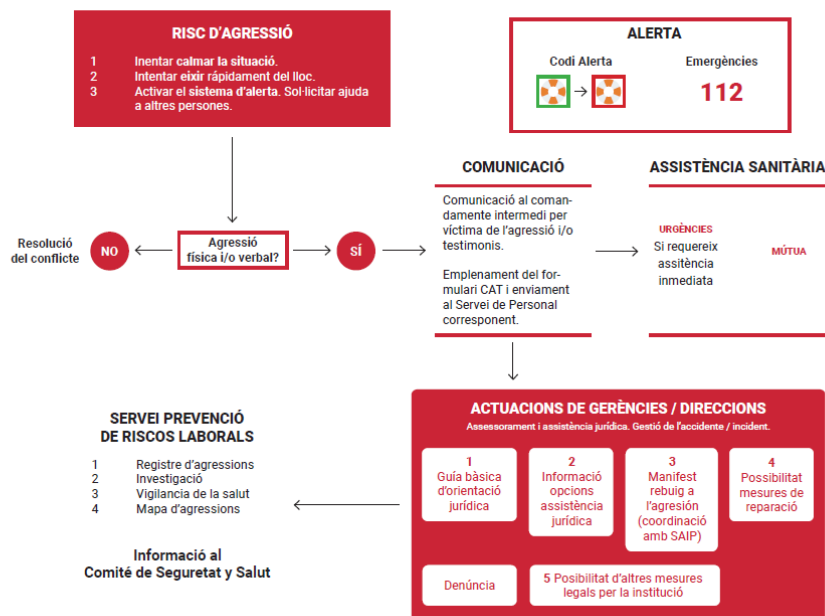 RISC D'AGRESSIÓ
1 Inentar calmar la situació.
2 Intentar eixir rápidament del lloc.
3 Activar el sistema d'alerta. Sol·licitar ajuda
a altres persones.
ALERTA
Codi Alerta
Emergències
112
Resolució
del conflicte
NO
Agressió
física i/o verbal?
SÍ
COMUNICACIÓ
Comunicació al coman-
damente intermedi per
víctima de l'agressió i/o
testimonis.
Emplenament del for-
mulari CAT i enviament
al Servei de Personal
corresponent.
ASSISTÈNCIA SANITÀRIA
URGÈNCIES
Si requereix
assitència
inmediata
MÚTUA
ACTUACIONS DE GERÈNCIES / DIRECCIONS
Assessorament i assistència jurídica. Gestió de l'accidente / incident.
1
Guía bàsica
d'orientació
jurídica
2
Informació
opcions
assistència
jurídica
3
Manifest
rebuig a
l'agresión
(coordinació
amb SAIP)
4
Possibilitat
mesures de
reparació
Denúncia
5 Posibilitat d'altres mesures
legals per la institució
SERVEI PREVENCIÓ
DE RISCOS LABORALS
1 Registre d'agressions
2 Investigació
3 Vigilancia de la salut
4 Mapa d'agressions
Informació al
Comité de Seguretat y Salut